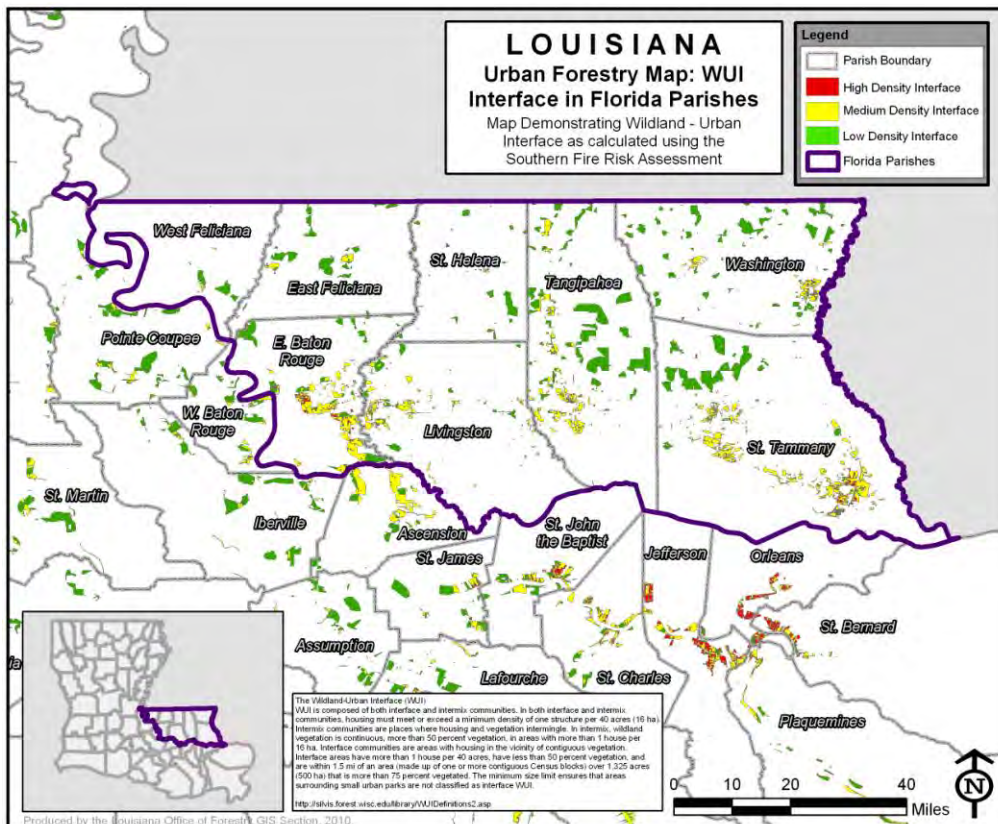 LOUISIANA
Urban Forestry Map: WUI
Interface in Florida Parishes
Map Demonstrating Wildland - Urban
Interface as calculated using the
Southern Fire Risk Assessment
Legend
Parish Boundary
High Density Interface
Medium Density Interface
Low Density Interface
Florida Parishes
West Feliciana
East Feliciana
St. Helena
Tangipahoa
Washington
Pointe Coupee
E. Baton
Rouge
W. Baton
Rouge
Livingston
St. Tammany
St. Martin
Iberville
Ascension
St. James
St. John
the Baptist
Jefferson
Orleans
St. Bernard
Assumption
Lafourche
St. Charles
Plaquemines
The Wildland-Urban Interface (WUI)
WUI is composed of both interface and intermix communities. In both interface and intermix
communities, housing must meet or exceed a minimum density of one structure per 40 acres (16 ha).
Intermix communities are places where housing and vegetation intermingle. In intermix, wildland
vegetation is continuous, more than 50 percent vegetation, in areas with more than 1 house per
16 ha. Interface communities are areas with housing in the vicinity of contiguous vegetation.
Interface areas have more than 1 house per 40 acres, have less than 50 percent vegetation, and
are within 1.5 mi of an area (made up of one or more contiguous Census blocks) over 1,325 acres
(500 ha) that is more than 75 percent vegetated. The minimum size limit ensures that areas
surrounding small urban parks are not classified as interface WUI.
http://silvis.forest.wisc.edu/library/WUIDefinitions2.asp
0 10 20 40
Miles
N
Produced by the Louisiana Office of Forestry GIS Section, 2010